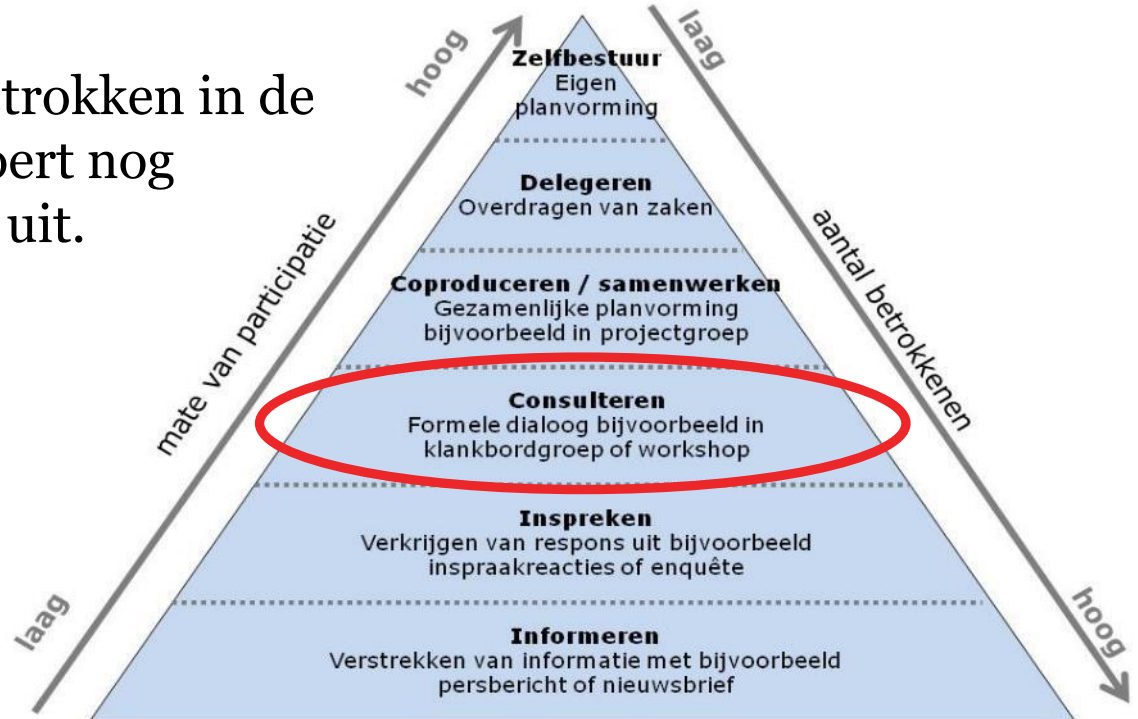 trokken in de
nog
uit.
hoog
laag
Zelfbestuur
Eigen
planvorming
Delegeren
Overdragen van zaken
mate van participatie
aantal betrokkenen
Coproduceren / samenwerken
Gezamenlijke planvorming
bijvoorbeeld in projectgroep
Consulteren
Formele dialoog bijvoorbeeld in
klankbordgroep of workshop
Inspreken
Verkrijgen van respons uit bijvoorbeeld
inspraakreacties of enquête
laag
hoog
Informeren
Verstrekken van informatie met bijvoorbeeld
persbericht of nieuwsbrief